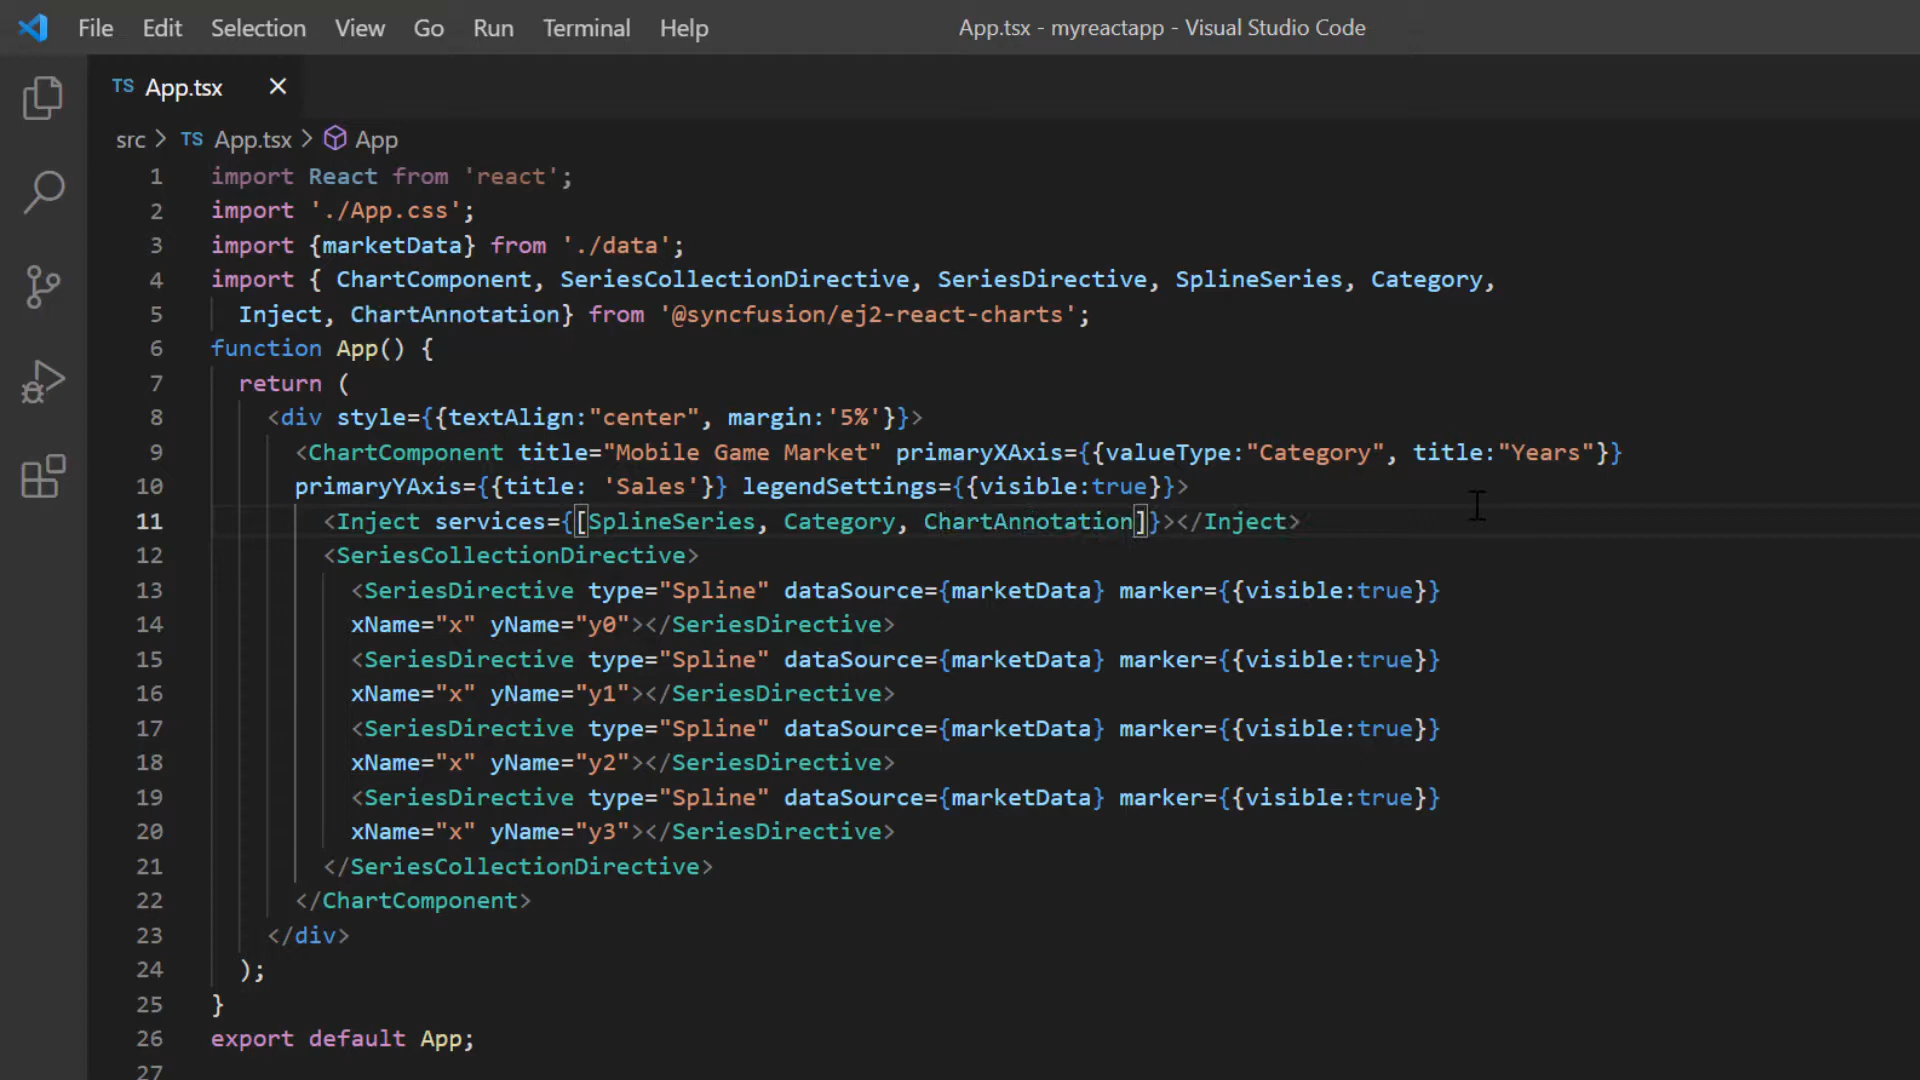 File Edit Selection View Go Run Terminal Help App.tsx - myreactapp - Visual Studio Code
TS App.tsx ×
src > TS App.tsx > App
1 import React from 'react';
2 import './App.css';
3 import {marketData} from './data';
4 import { ChartComponent, SeriesCollectionDirective, SeriesDirective, SplineSeries, Category,
5   Inject, ChartAnnotation} from '@syncfusion/ej2-react-charts';
6 function App() {
7   return (
8     <div style={{textAlign:"center", margin:'5%'}}>
9       <ChartComponent title="Mobile Game Market" primaryXAxis={{valueType:"Category", title:"Years"}}
10       primaryYAxis={{title: 'Sales'}} legendSettings={{visible:true}}>
11         <Inject services={[SplineSeries, Category, ChartAnnotation]}></Inject>
12         <SeriesCollectionDirective>
13           <SeriesDirective type="Spline" dataSource={marketData} marker={{visible:true}}
14           xName="x" yName="y0"></SeriesDirective>
15           <SeriesDirective type="Spline" dataSource={marketData} marker={{visible:true}}
16           xName="x" yName="y1"></SeriesDirective>
17           <SeriesDirective type="Spline" dataSource={marketData} marker={{visible:true}}
18           xName="x" yName="y2"></SeriesDirective>
19           <SeriesDirective type="Spline" dataSource={marketData} marker={{visible:true}}
20           xName="x" yName="y3"></SeriesDirective>
21         </SeriesCollectionDirective>
22       </ChartComponent>
23     </div>
24   );
25 }
26 export default App;
27